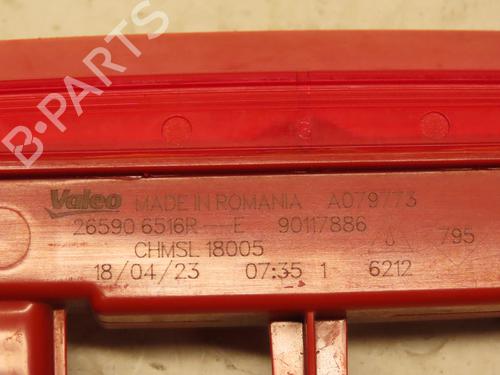 B-PARTS
Valeo MADE IN ROMANIA A079773
26590 6516R E 90117886
CHMSL 18005
795
18/04/23 07:35 1 6212